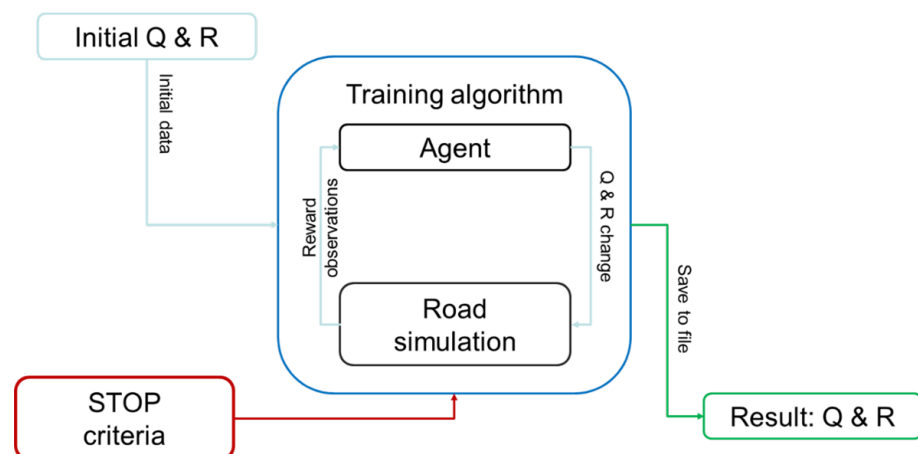 Initial Q & R
Initial data
Training algorithm
Agent
Reward
observations
Q & R change
Road
simulation
Save to file
STOP
criteria
Result: Q & R